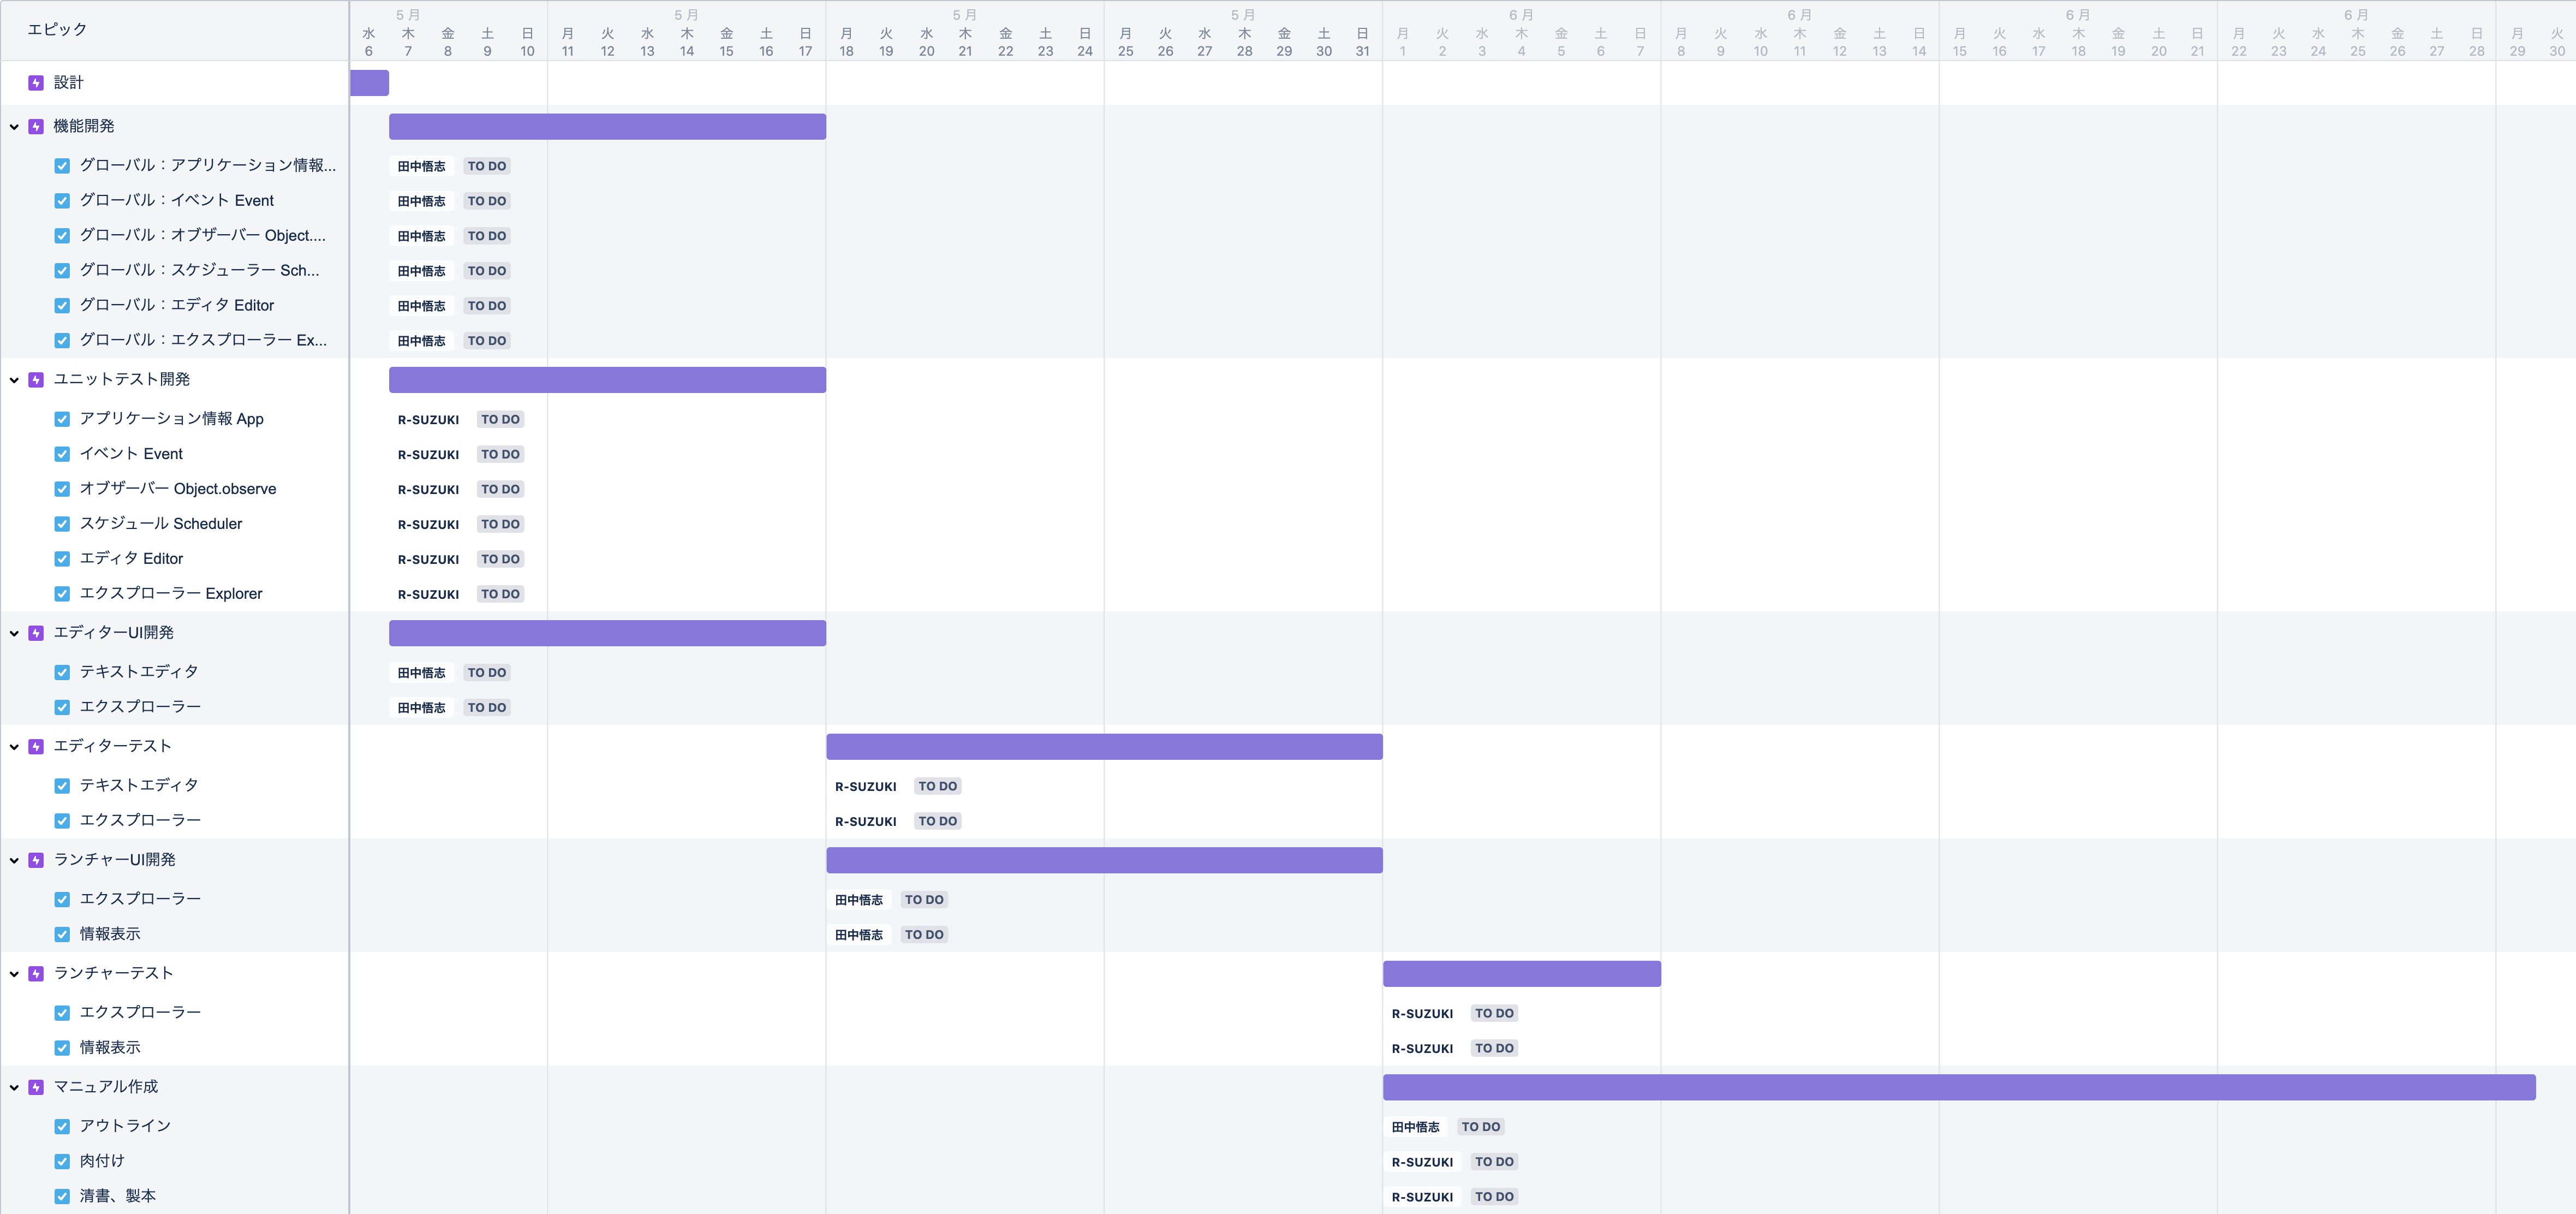 エピック
5 月 5 月 5 月 5 月 6 月 6 月 6 月 6 月
水 木 金 土 日 月 火 水 木 金 土 日 月 火 水 木 金 土 日 月 火 水 木 金 土 日 月 火 水 木 金 土 日 月 火 水 木 金 土 日 月 火 水 木 金 土 日 月 火 水 木 金 土 日 月 火
6 7 8 9 10 11 12 13 14 15 16 17 18 19 20 21 22 23 24 25 26 27 28 29 30 31 1 2 3 4 5 6 7 8 9 10 11 12 13 14 15 16 17 18 19 20 21 22 23 24 25 26 27 28 29 30
設計
機能開発
グローバル：アプリケーション情報... 田中悟志 TO DO
グローバル：イベント Event 田中悟志 TO DO
グローバル：オブザーバー Object.... 田中悟志 TO DO
グローバル：スケジューラー Sch... 田中悟志 TO DO
グローバル：エディタ Editor 田中悟志 TO DO
グローバル：エクスプローラー Ex... 田中悟志 TO DO
ユニットテスト開発
アプリケーション情報 App R-SUZUKI TO DO
イベント Event R-SUZUKI TO DO
オブザーバー Object.observe R-SUZUKI TO DO
スケジュール Scheduler R-SUZUKI TO DO
エディタ Editor R-SUZUKI TO DO
エクスプローラー Explorer R-SUZUKI TO DO
エディターUI開発
テキストエディタ 田中悟志 TO DO
エクスプローラー 田中悟志 TO DO
エディターテスト
テキストエディタ R-SUZUKI TO DO
エクスプローラー R-SUZUKI TO DO
ランチャーUI開発
エクスプローラー 田中悟志 TO DO
情報表示 田中悟志 TO DO
ランチャーテスト
エクスプローラー R-SUZUKI TO DO
情報表示 R-SUZUKI TO DO
マニュアル作成
アウトライン 田中悟志 TO DO
肉付け R-SUZUKI TO DO
清書、製本 R-SUZUKI TO DO